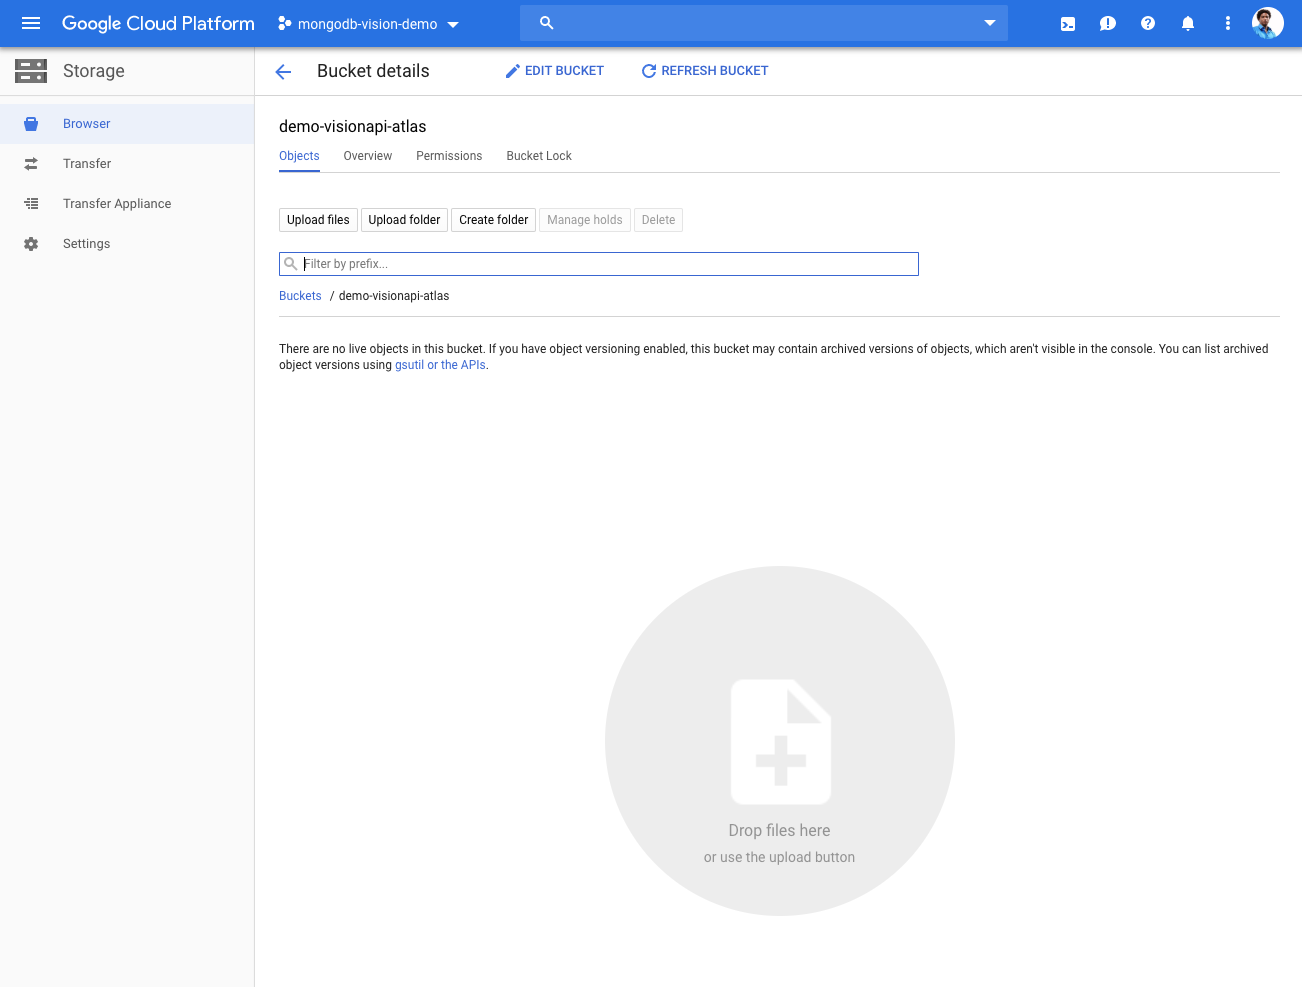 Google Cloud Platform
mongodb-vision-demo
Storage
Bucket details
EDIT BUCKET
REFRESH BUCKET
Browser
Transfer
Transfer Appliance
Settings
demo-visionapi-atlas
Objects
Overview
Permissions
Bucket Lock
Upload files
Upload folder
Create folder
Manage holds
Delete
Filter by prefix...
Buckets / demo-visionapi-atlas
There are no live objects in this bucket. If you have object versioning enabled, this bucket may contain archived versions of objects, which aren't visible in the console. You can list archived
object versions using gsutil or the APIs.
Drop files here
or use the upload button